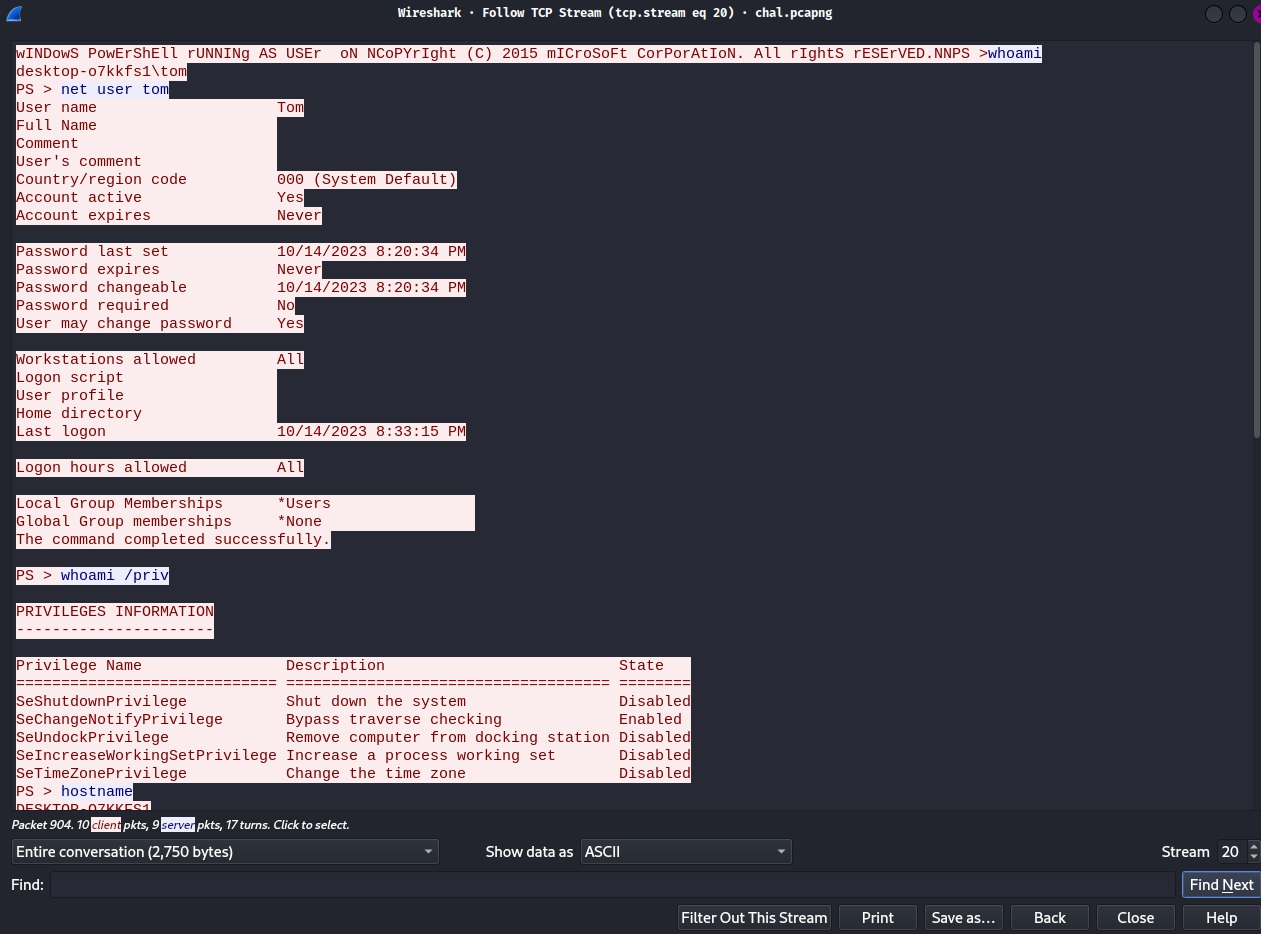 Wireshark · Follow TCP Stream (tcp.stream eq 20) · chal.pcapng
wINDowS PowErShEll rUNNINg AS USEr  oN NCoPYrIght (C) 2015 mICroSoFt CorPorAtIoN. All rIghtS rESErVED.NNPS >whoami
desktop-o7kkfs1\tom
PS > net user tom
User name                    Tom
Full Name
Comment
User's comment
Country/region code          000 (System Default)
Account active               Yes
Account expires              Never
Password last set            10/14/2023 8:20:34 PM
Password expires             Never
Password changeable          10/14/2023 8:20:34 PM
Password required            No
User may change password     Yes
Workstations allowed         All
Logon script
User profile
Home directory
Last logon                   10/14/2023 8:33:15 PM
Logon hours allowed          All
Local Group Memberships      *Users
Global Group memberships     *None
The command completed successfully.
PS > whoami /priv
PRIVILEGES INFORMATION
----------------------
Privilege Name                Description                          State
============================= ==================================== ========
SeShutdownPrivilege           Shut down the system                 Disabled
SeChangeNotifyPrivilege       Bypass traverse checking             Enabled
SeUndockPrivilege             Remove computer from docking station Disabled
SeIncreaseWorkingSetPrivilege Increase a process working set       Disabled
SeTimeZonePrivilege           Change the time zone                 Disabled
PS > hostname
DESKTOP-O7KKFS1
Packet 904. 10 client pkts, 9 server pkts, 17 turns. Click to select.
Entire conversation (2,750 bytes) Show data as ASCII Stream 20
Find: Find Next
Filter Out This Stream Print Save as… Back Close Help